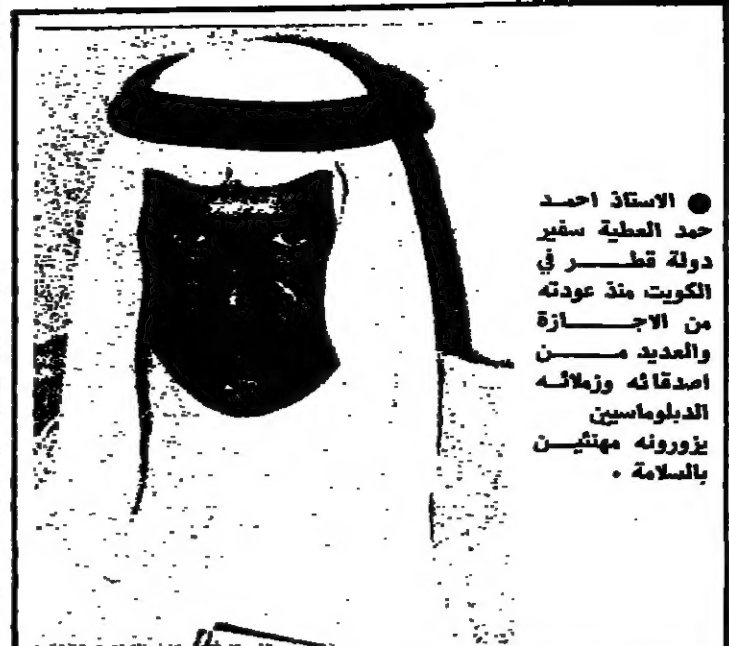 ● الاستاذ احمد
حمد العطية سفير
دولة قطر في
الكويت منذ عودته
من الاجازة
والعديد من
اصدقائه وزملائه
الدبلوماسيين
يزورونه مهنئين
بالسلامة .